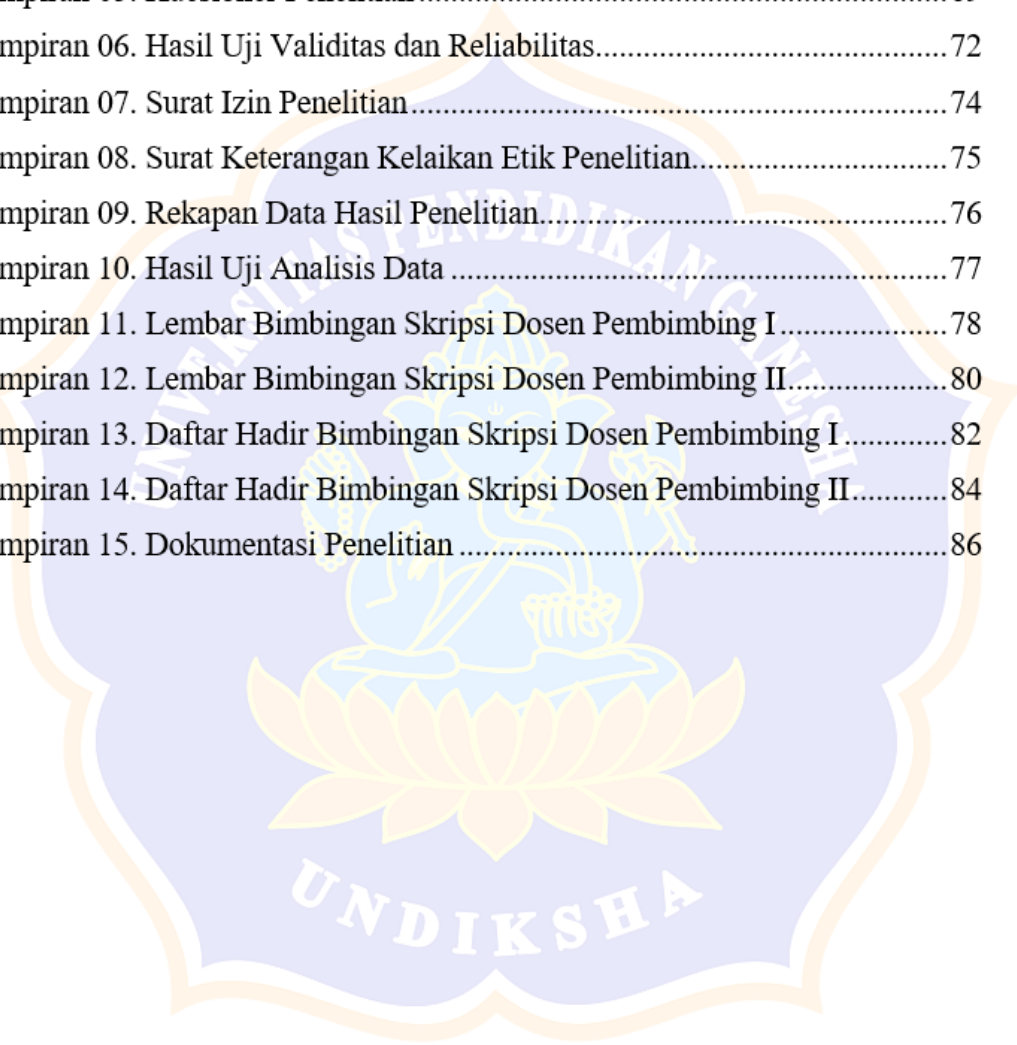 mpiran 06. Hasil Uji Validitas dan Reliabilitas............................................72
mpiran 07. Surat Izin Penelitian....................................................................74
mpiran 08. Surat Keterangan Kelaikan Etik Penelitian................................75
mpiran 09. Rekapan Data Hasil Penelitian...................................................76
mpiran 10. Hasil Uji Analisis Data ..............................................................77
mpiran 11. Lembar Bimbingan Skripsi Dosen Pembimbing I.....................78
mpiran 12. Lembar Bimbingan Skripsi Dosen Pembimbing II....................80
mpiran 13. Daftar Hadir Bimbingan Skripsi Dosen Pembimbing I.............82
mpiran 14. Daftar Hadir Bimbingan Skripsi Dosen Pembimbing II............84
mpiran 15. Dokumentasi Penelitian .............................................................86
UNIVERSITAS PENDIDIKAN GANESHA
UNDIKSHA